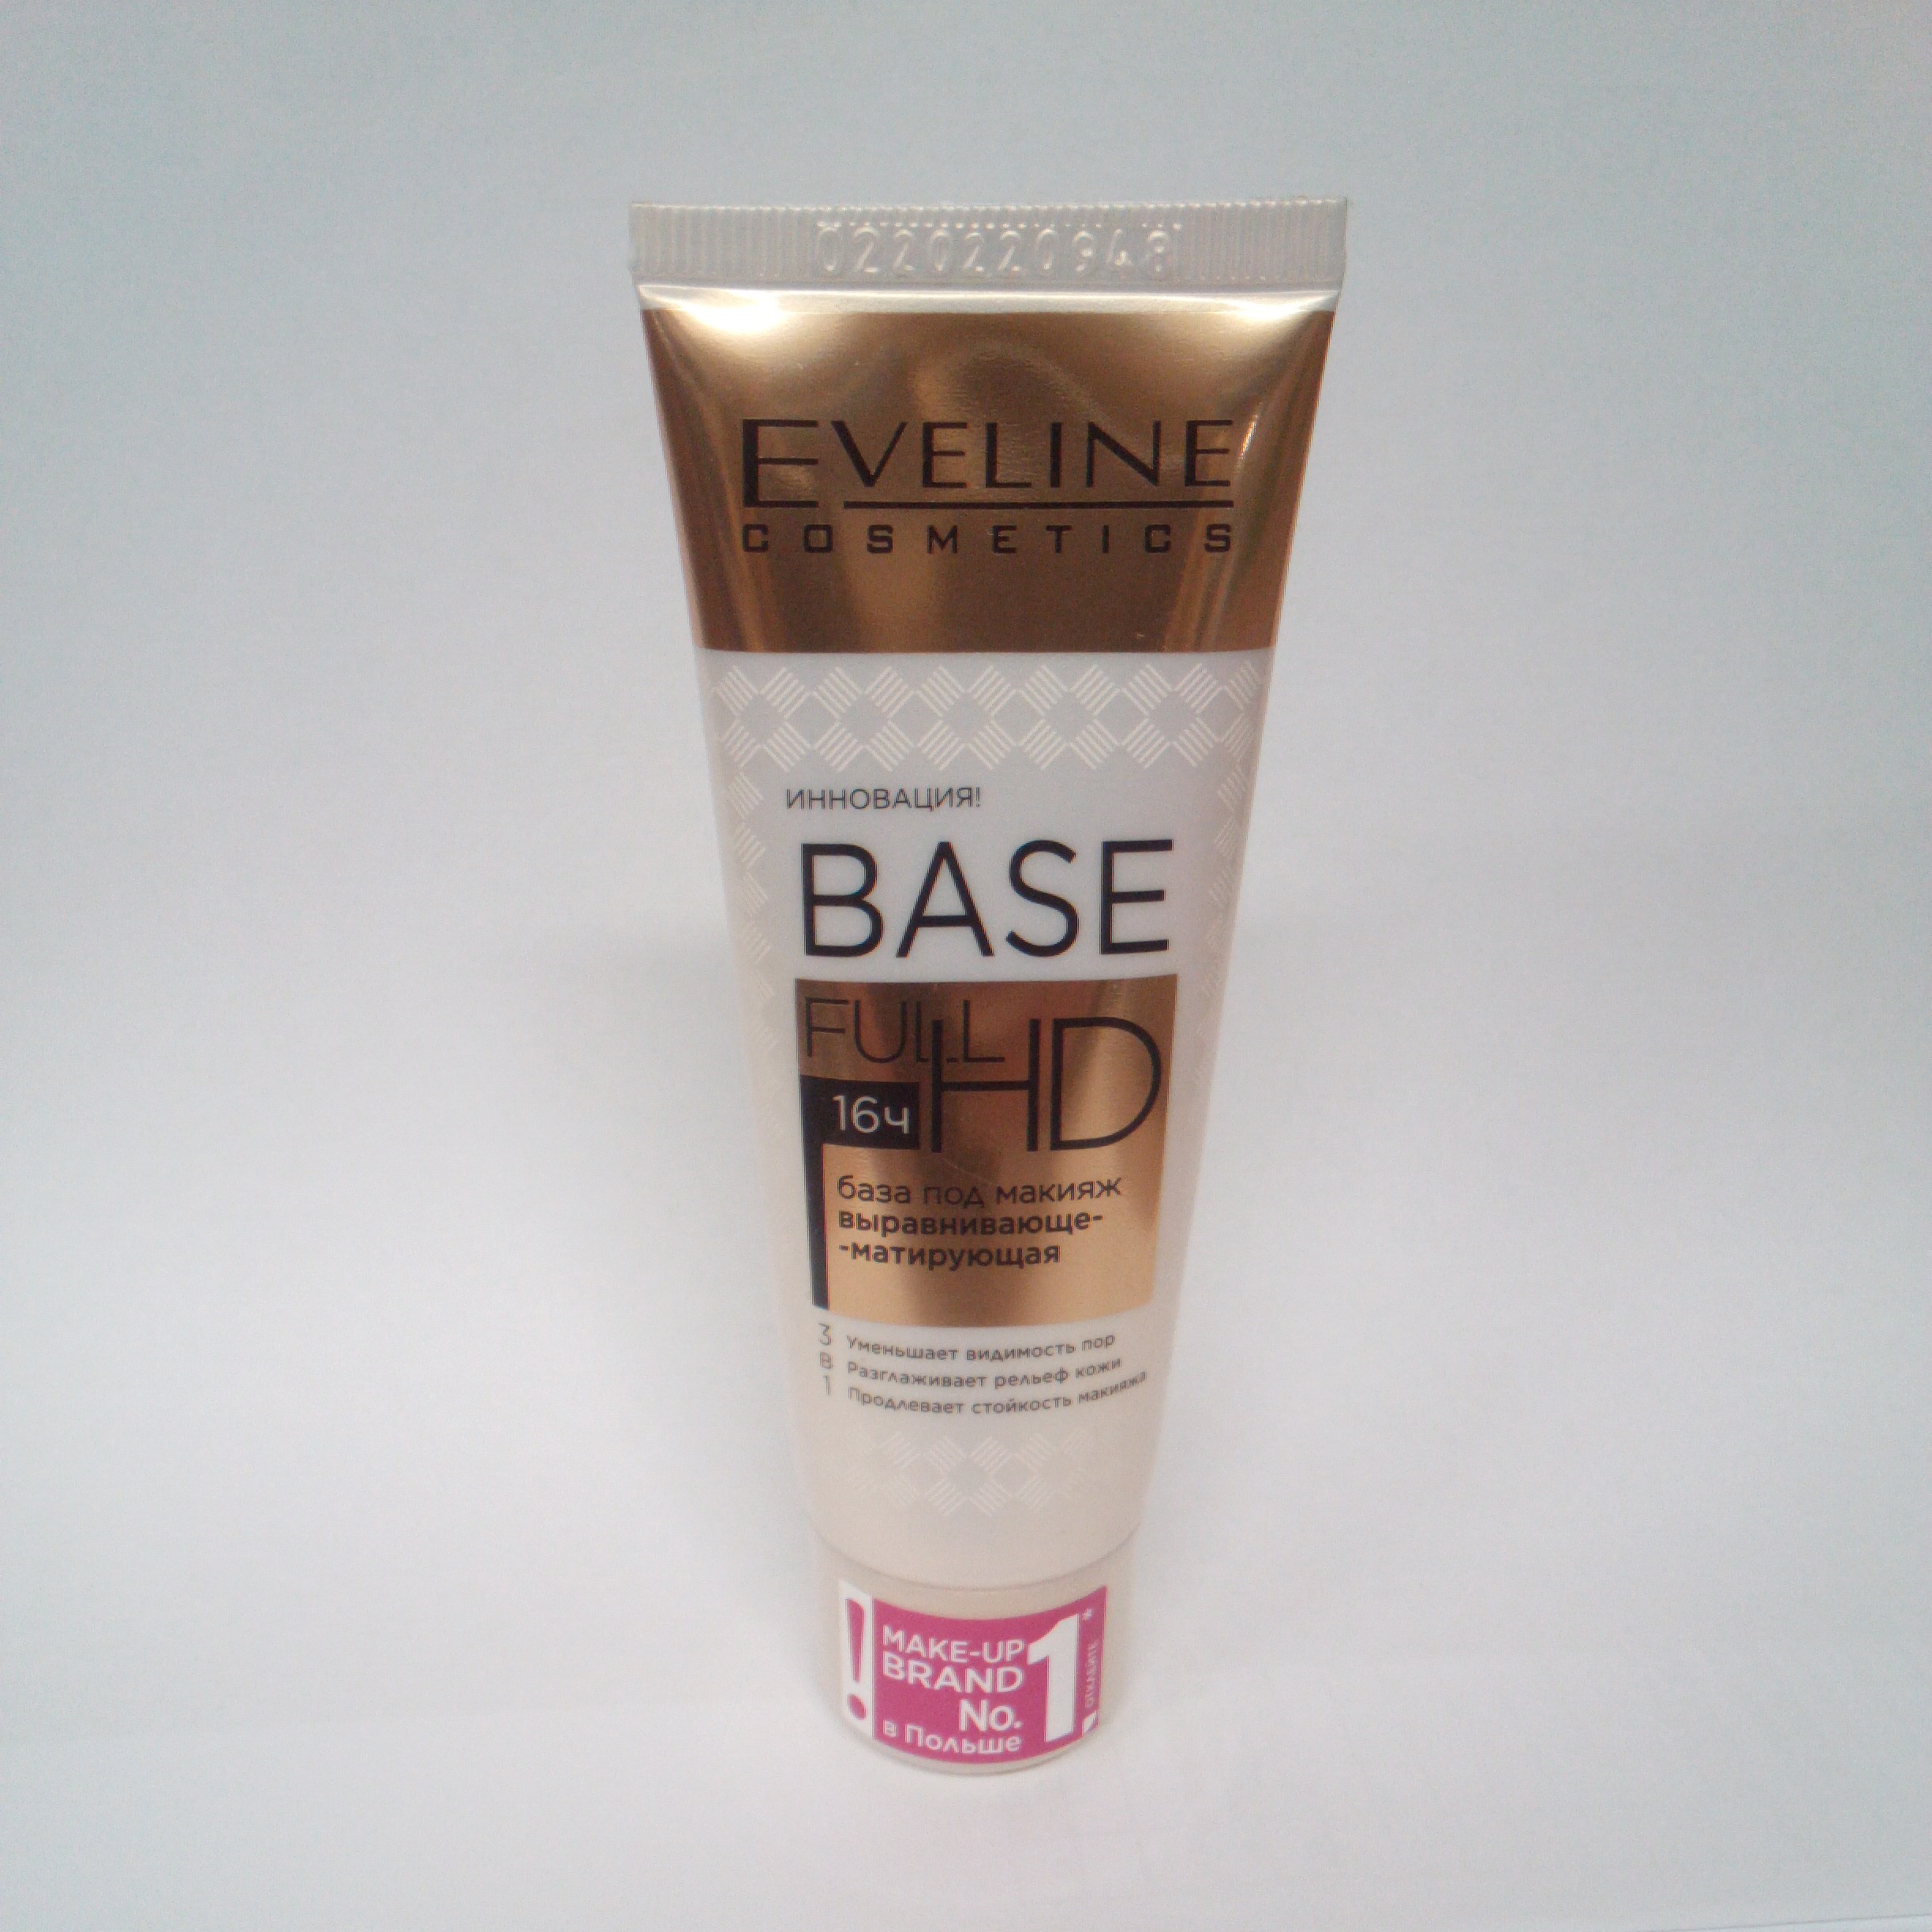 0220220948
EVELINE
COSMETICS
ИННОВАЦИЯ!
BASE
FULL HD
16ч
база под макияж
выравнивающе-
-матирующая
3 Уменьшает видимость пор
В Разглаживает рельеф кожи
1 Продлевает стойкость макияжа
! MAKE-UP
BRAND
No. 1*
в Польше
ОТКЛЕЙТЕ